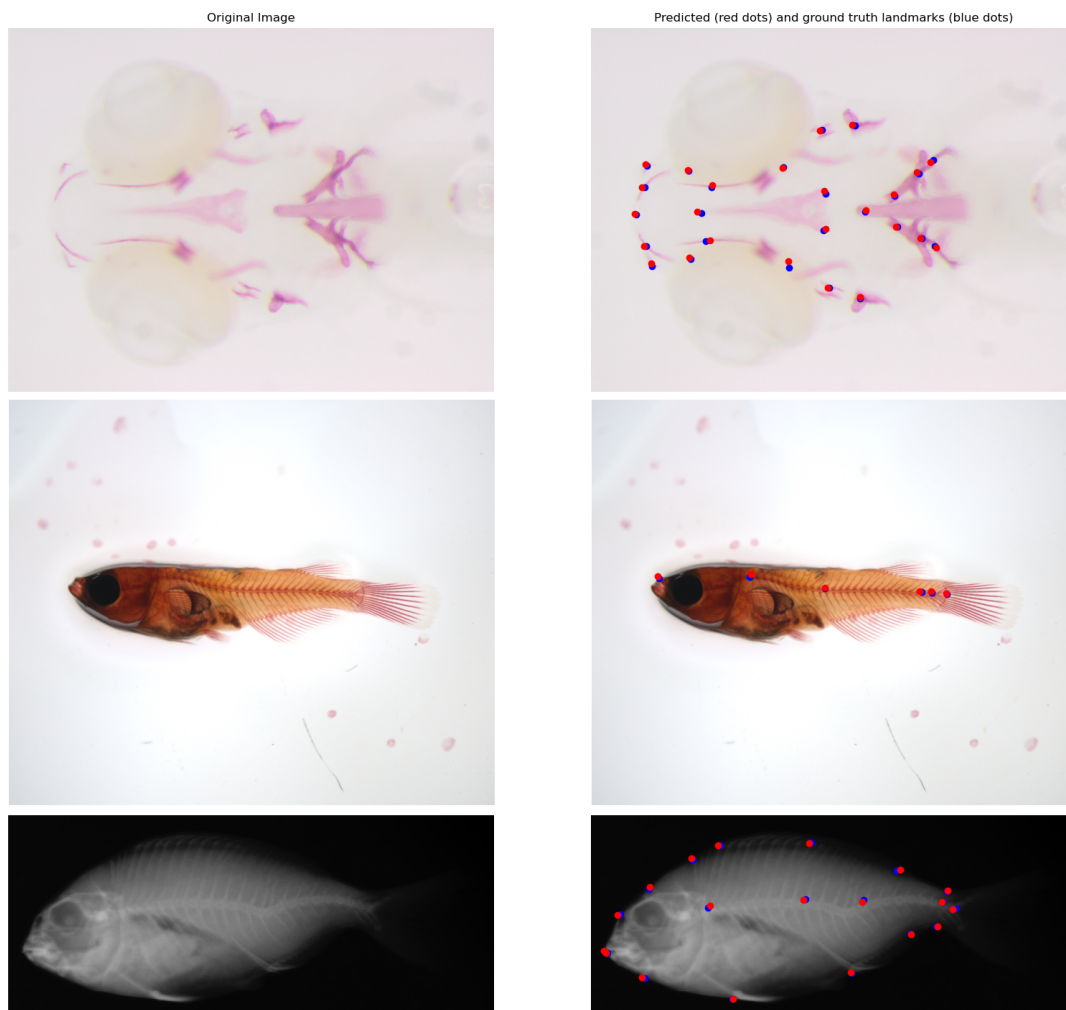 Original Image
Predicted (red dots) and ground truth landmarks (blue dots)